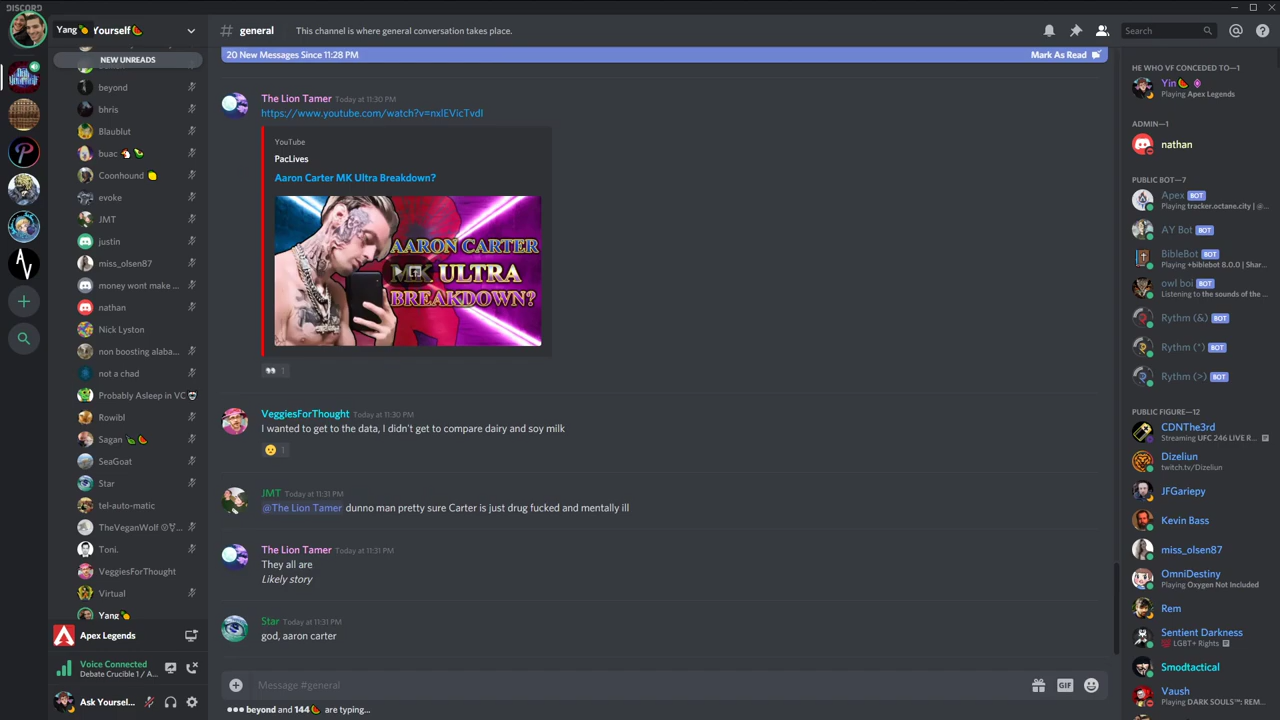 DISCORD
Yang Yourself
NEW UNREADS
beyond
bhris
Blaublut
buac
Coonhound
evoke
JMT
justin
miss_olsen87
money wont make ...
nathan
Nick Lyston
non boosting alaba...
not a chad
Probably Asleep in VC
Rowibl
Sagan
SeaGoat
Star
tel-auto-matic
TheVeganWolf
Toni.
VeggiesForThought
Virtual
Yang
Apex Legends
Voice Connected
Debate Crucible 1 / A...
Ask Yoursel...
# general
This channel is where general conversation takes place.
Search
20 New Messages Since 11:28 PM
Mark As Read
The Lion Tamer Today at 11:30 PM
https://www.youtube.com/watch?v=nxlEVicTvdI
YouTube
PacLives
Aaron Carter MK Ultra Breakdown?
AARON CARTER
MK ULTRA
BREAKDOWN?
1
VeggiesForThought Today at 11:30 PM
I wanted to get to the data, I didn't get to compare dairy and soy milk
1
JMT Today at 11:31 PM
@The Lion Tamer dunno man pretty sure Carter is just drug fucked and mentally ill
The Lion Tamer Today at 11:31 PM
They all are
Likely story
Star Today at 11:31 PM
god, aaron carter
Message #general
GIF
beyond and 144 are typing...
HE WHO VF CONCEDED TO—1
Yin
Playing Apex Legends
ADMIN—1
nathan
PUBLIC BOT—7
Apex BOT
Playing tracker.octane.city | @...
AY Bot BOT
BibleBot BOT
Playing +biblebot 8.0.0 | Shar...
owl boi BOT
Listening to the sounds of the ...
Rythm (&) BOT
Rythm (*) BOT
Rythm (>) BOT
PUBLIC FIGURE—12
CDNThe3rd
Streaming UFC 246 LIVE R...
Dizeliun
twitch.tv/Dizeliun
JFGariepy
Kevin Bass
miss_olsen87
OmniDestiny
Playing Oxygen Not Included
Rem
Sentient Darkness
LGBT+ Rights
Smodtactical
Vaush
Playing DARK SOULS™: REM...